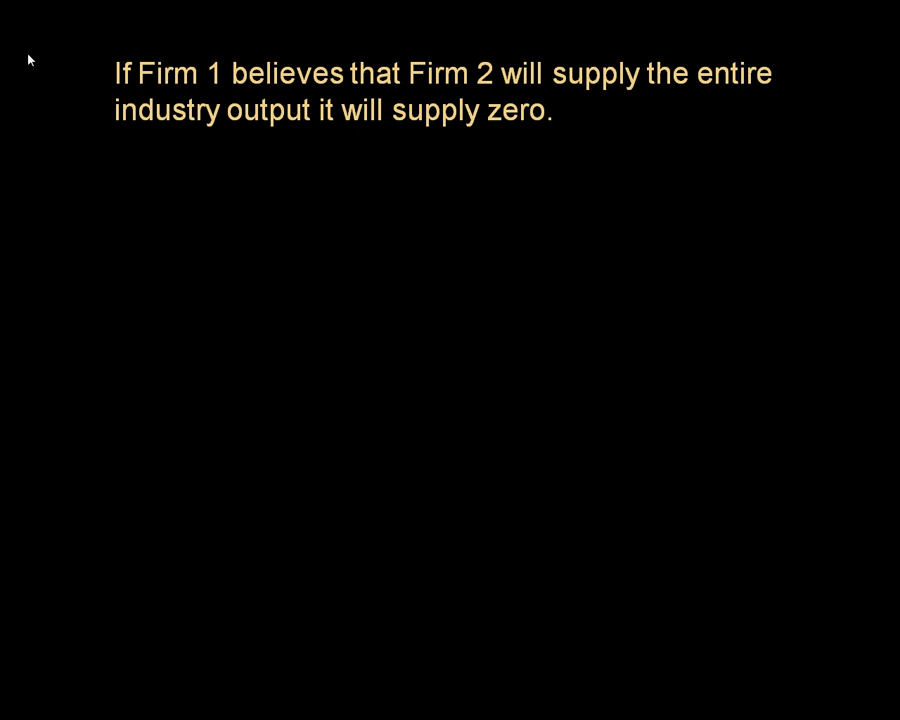 If Firm 1 believes that Firm 2 will supply the entire
industry output it will supply zero.